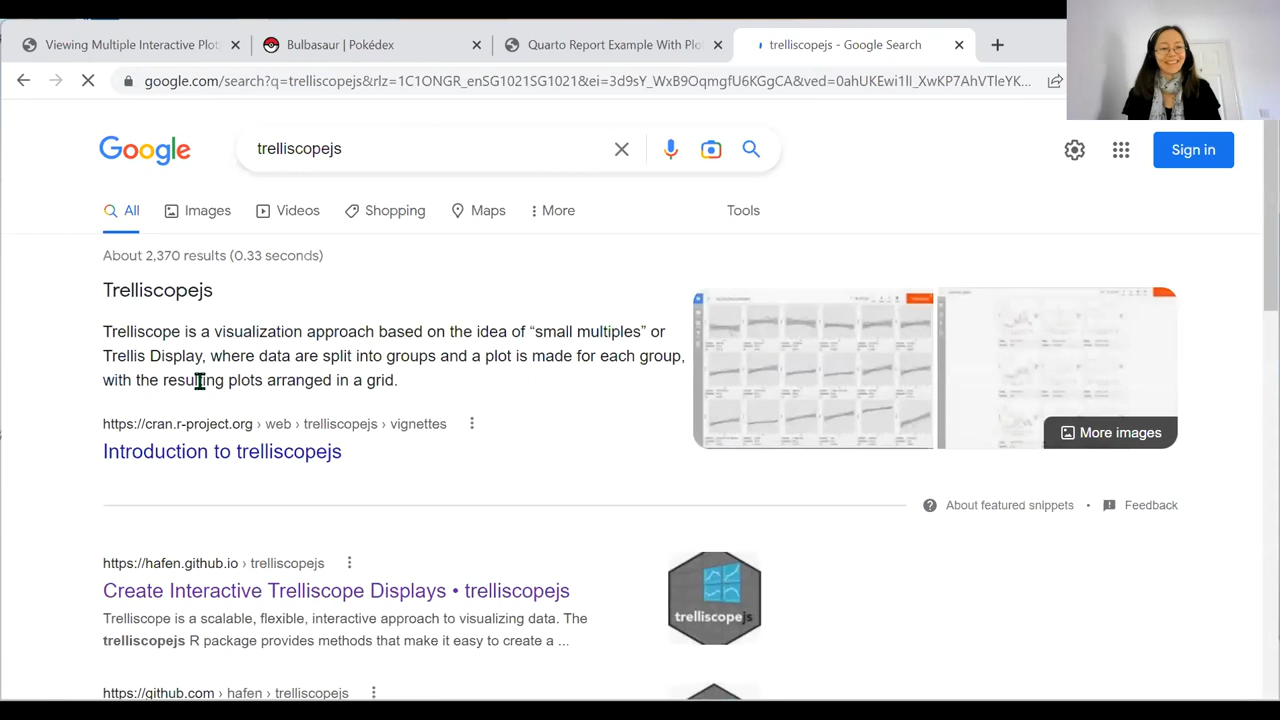 Viewing Multiple Interactive Plot
Bulbasaur | Pokédex
Quarto Report Example With Plo
trelliscopejs - Google Search
google.com/search?q=trelliscopejs&rlz=1C1ONGR_enSG1021SG1021&ei=3d9sY_WxB9OqmgfU6KGgCA&ved=0ahUKEwi1ll_XwKP7AhVTleYK...
Google
trelliscopejs
Sign in
All
Images
Videos
Shopping
Maps
More
Tools
About 2,370 results (0.33 seconds)
Trelliscopejs
Trelliscope is a visualization approach based on the idea of “small multiples” or
Trellis Display, where data are split into groups and a plot is made for each group,
with the resulting plots arranged in a grid.
More images
https://cran.r-project.org › web › trelliscopejs › vignettes
Introduction to trelliscopejs
About featured snippets • Feedback
https://hafen.github.io › trelliscopejs
Create Interactive Trelliscope Displays • trelliscopejs
Trelliscope is a scalable, flexible, interactive approach to visualizing data. The
trelliscopejs R package provides methods that make it easy to create a ...
trelliscopejs
https://github.com › hafen › trelliscopejs